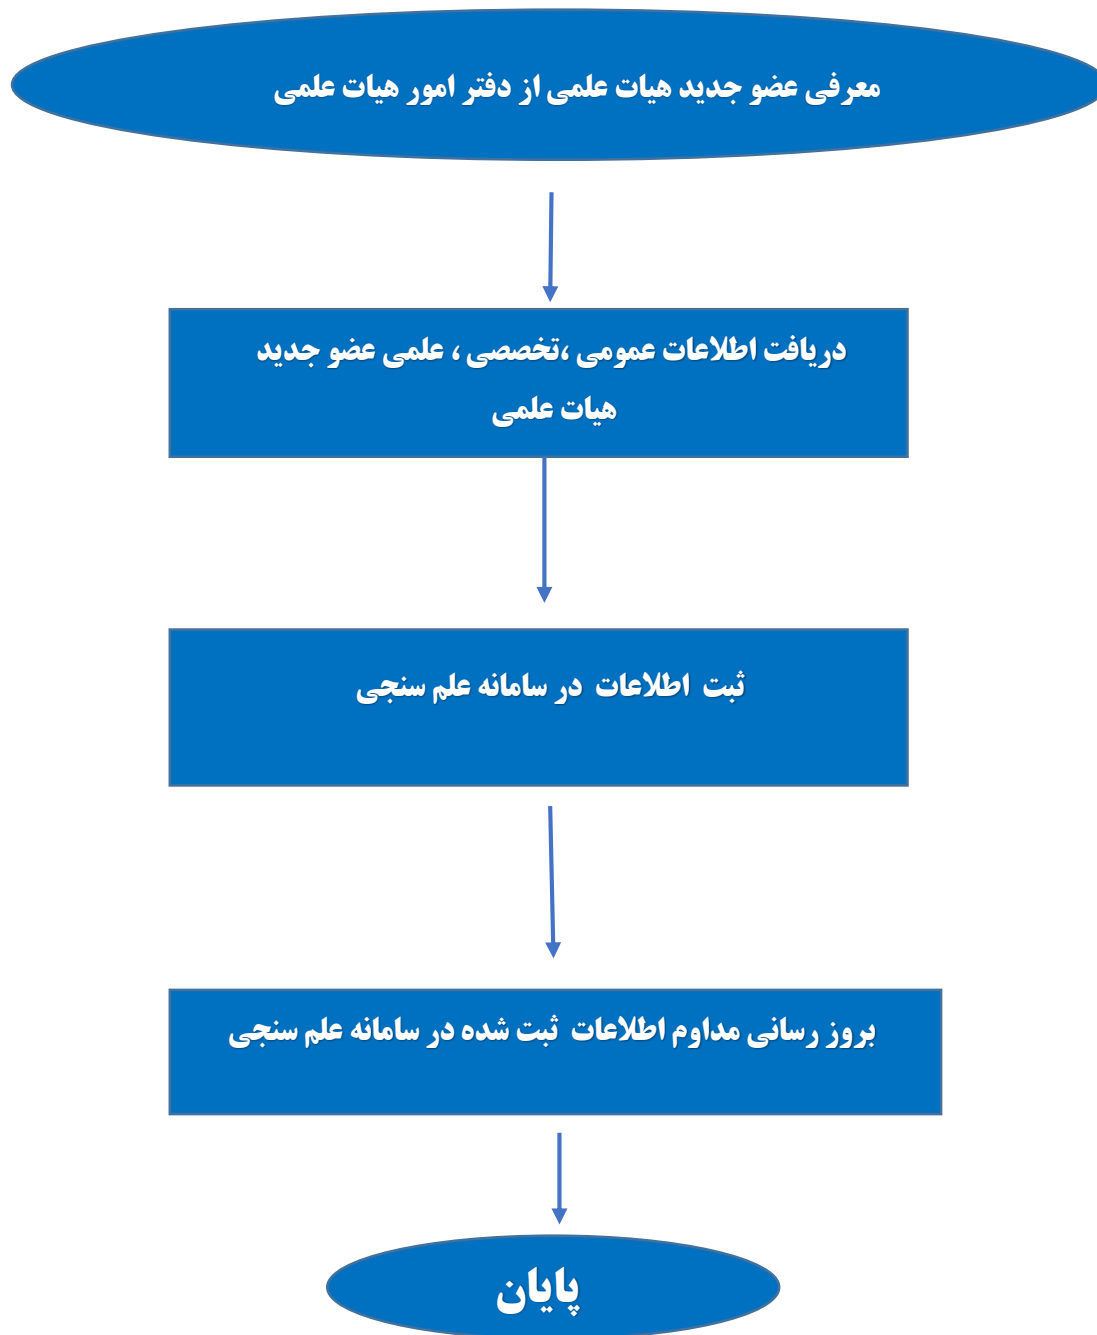 معرفی عضو جدید هیات علمی از دفتر امور هیات علمی
دریافت اطلاعات عمومی ،تخصصی ، علمی عضو جدید
هیات علمی
ثبت اطلاعات در سامانه علم سنجی
بروز رسانی مداوم اطلاعات ثبت شده در سامانه علم سنجی
پایان